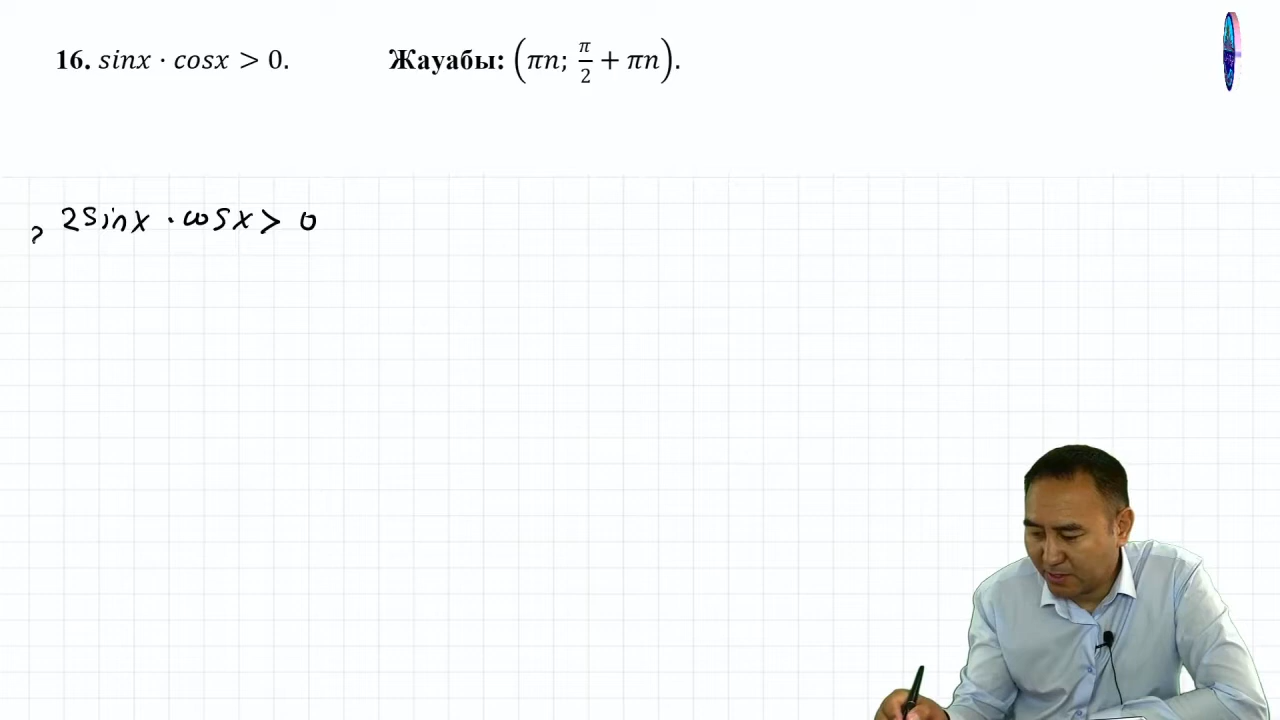 16. sinx · cosx > 0. Жауабы: (πn; π/2 + πn).
2sinx · cosx > 0